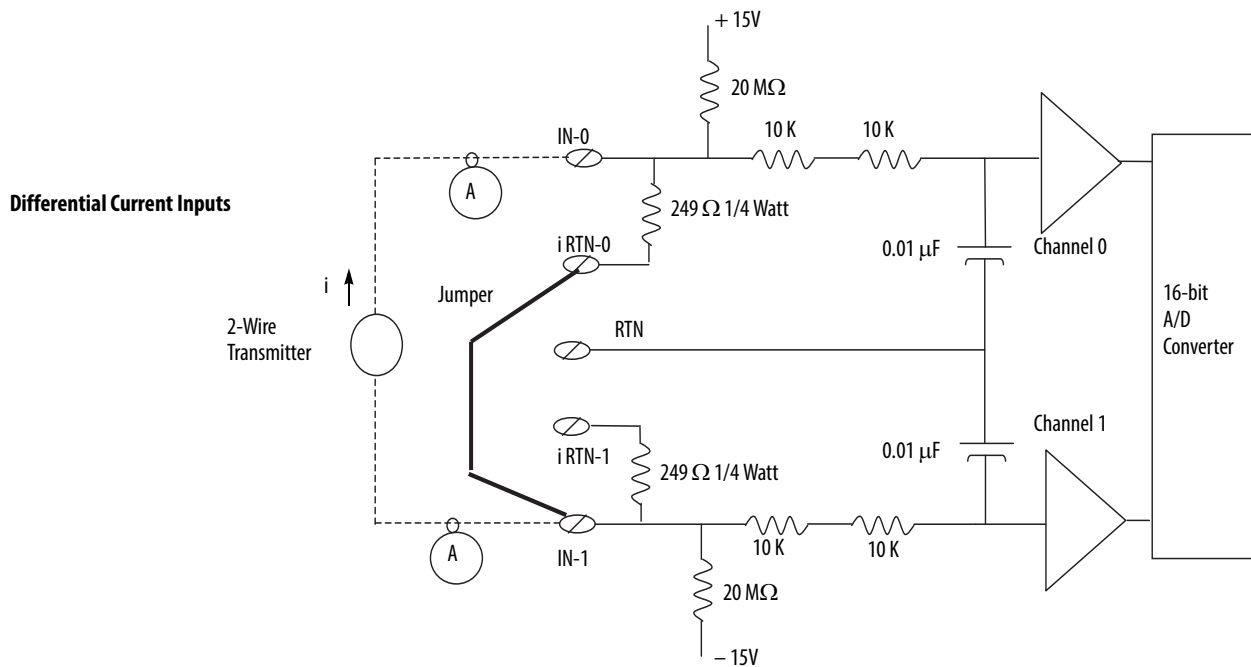 + 15V
20 MΩ
10 K
10 K
IN-0
A
Differential Current Inputs
249 Ω 1/4 Watt
i RTN-0
0.01 μF
Channel 0
i
Jumper
16-bit
A/D
Converter
2-Wire
Transmitter
RTN
Channel 1
i RTN-1
0.01 μF
249 Ω 1/4 Watt
A
IN-1
10 K
10 K
20 MΩ
– 15V